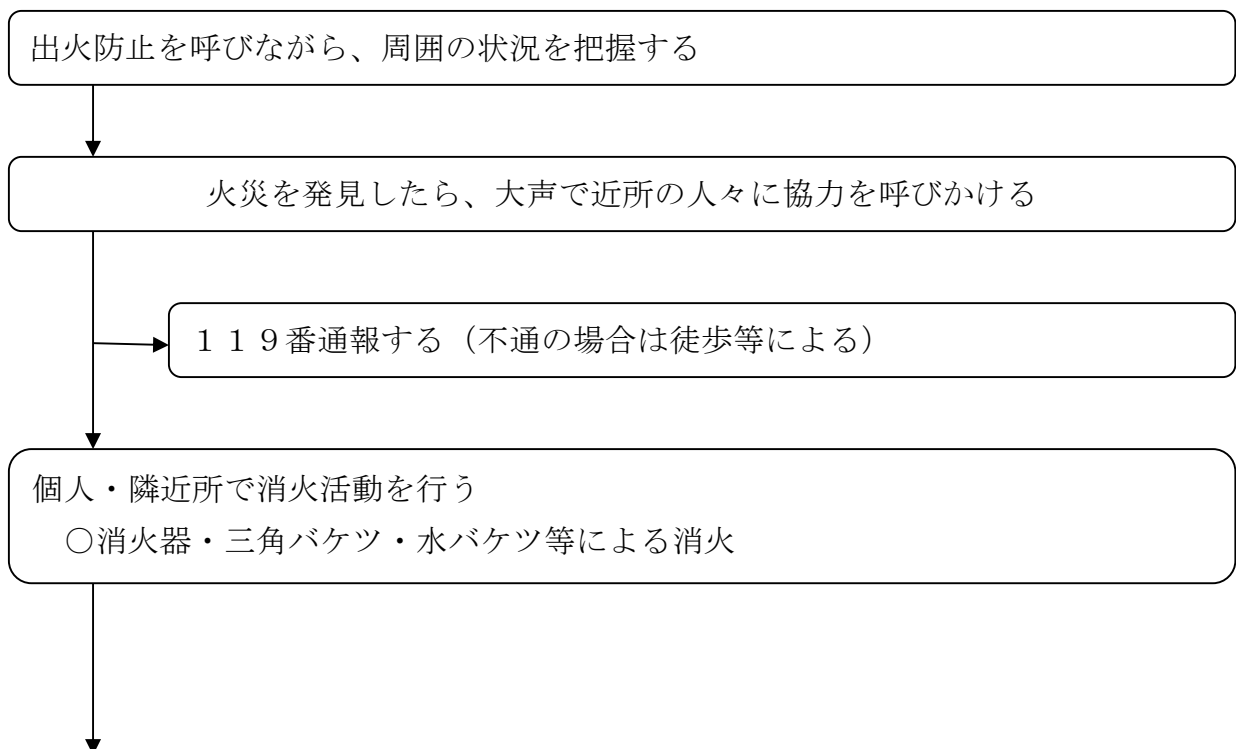 出火防止を呼びながら、周囲の状況を把握する
火災を発見したら、大声で近所の人々に協力を呼びかける
１１９番通報する（不通の場合は徒歩等による）
個人・隣近所で消火活動を行う
○消火器・三角バケツ・水バケツ等による消火